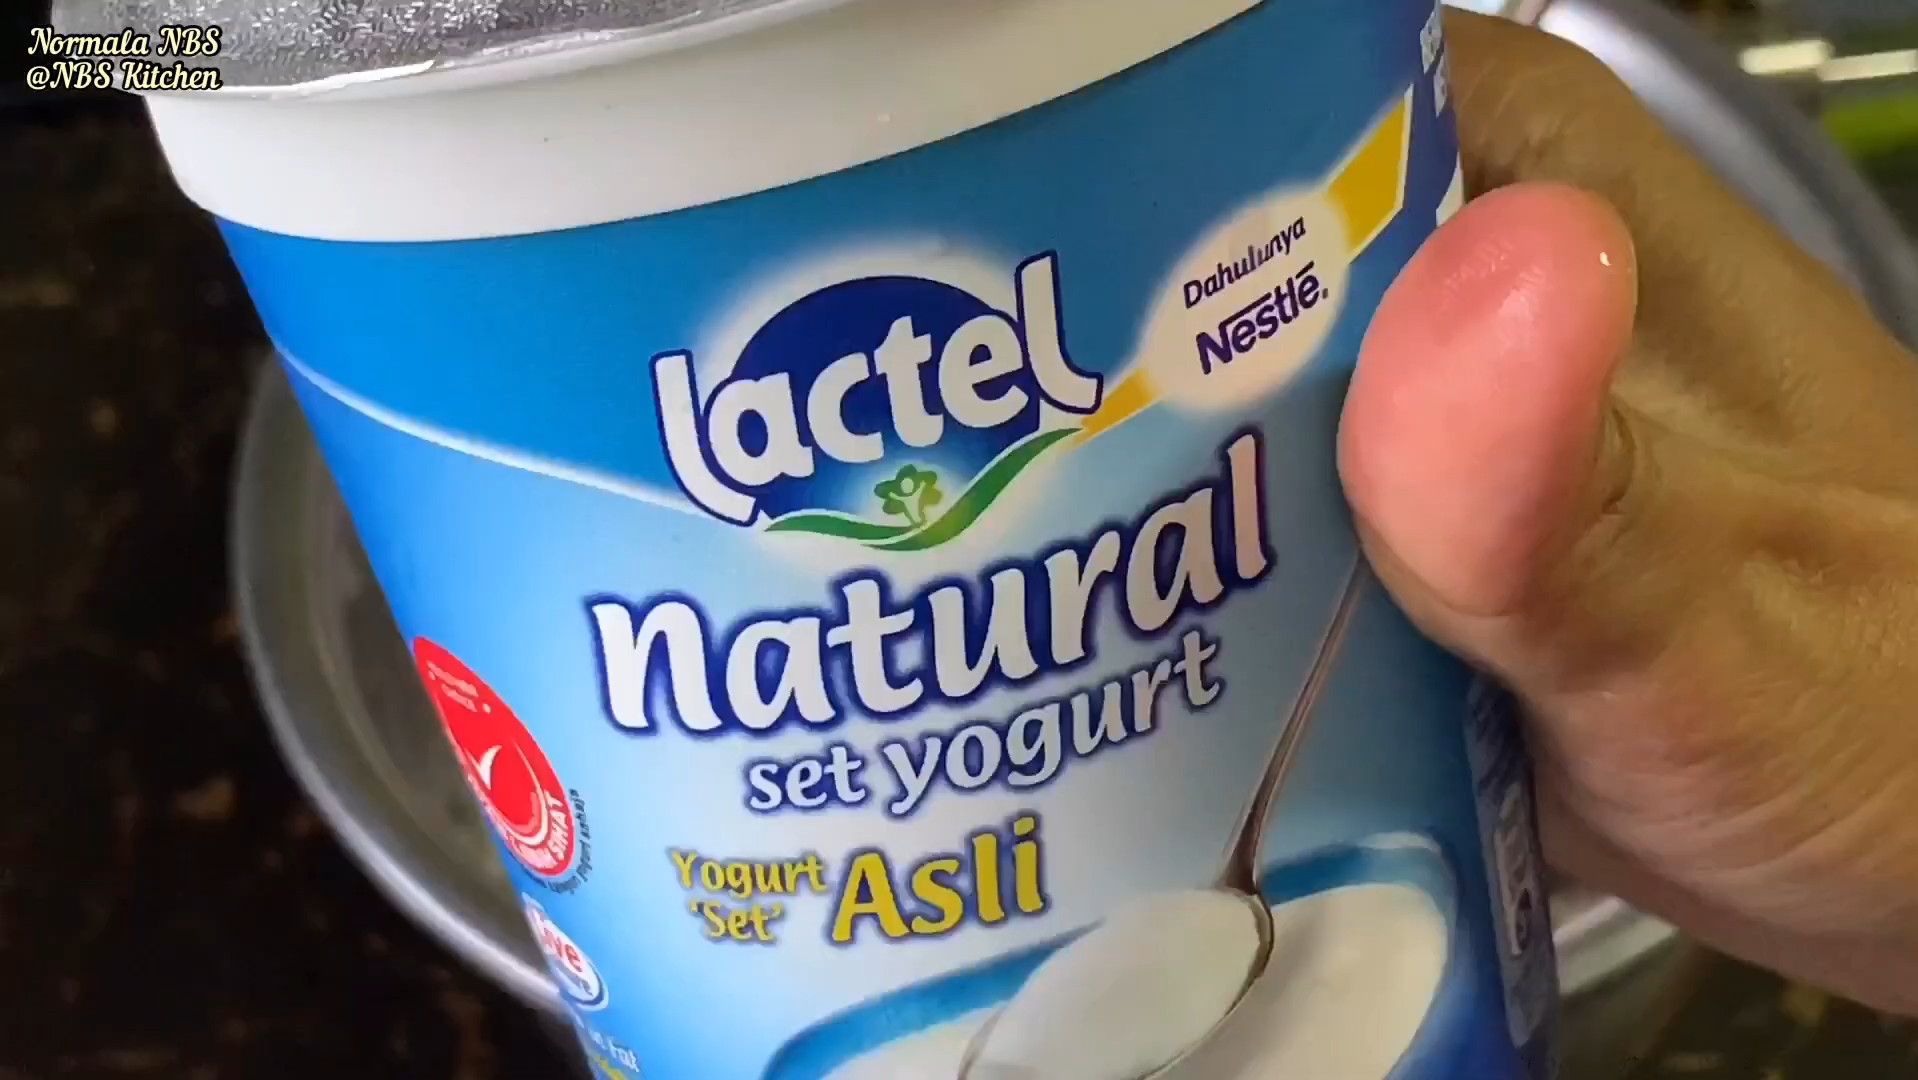 Normala NBS
@NBS Kitchen
lactel
Dahulunya
Nestlé.
natural
set yogurt
Yogurt
'Set'
Asli